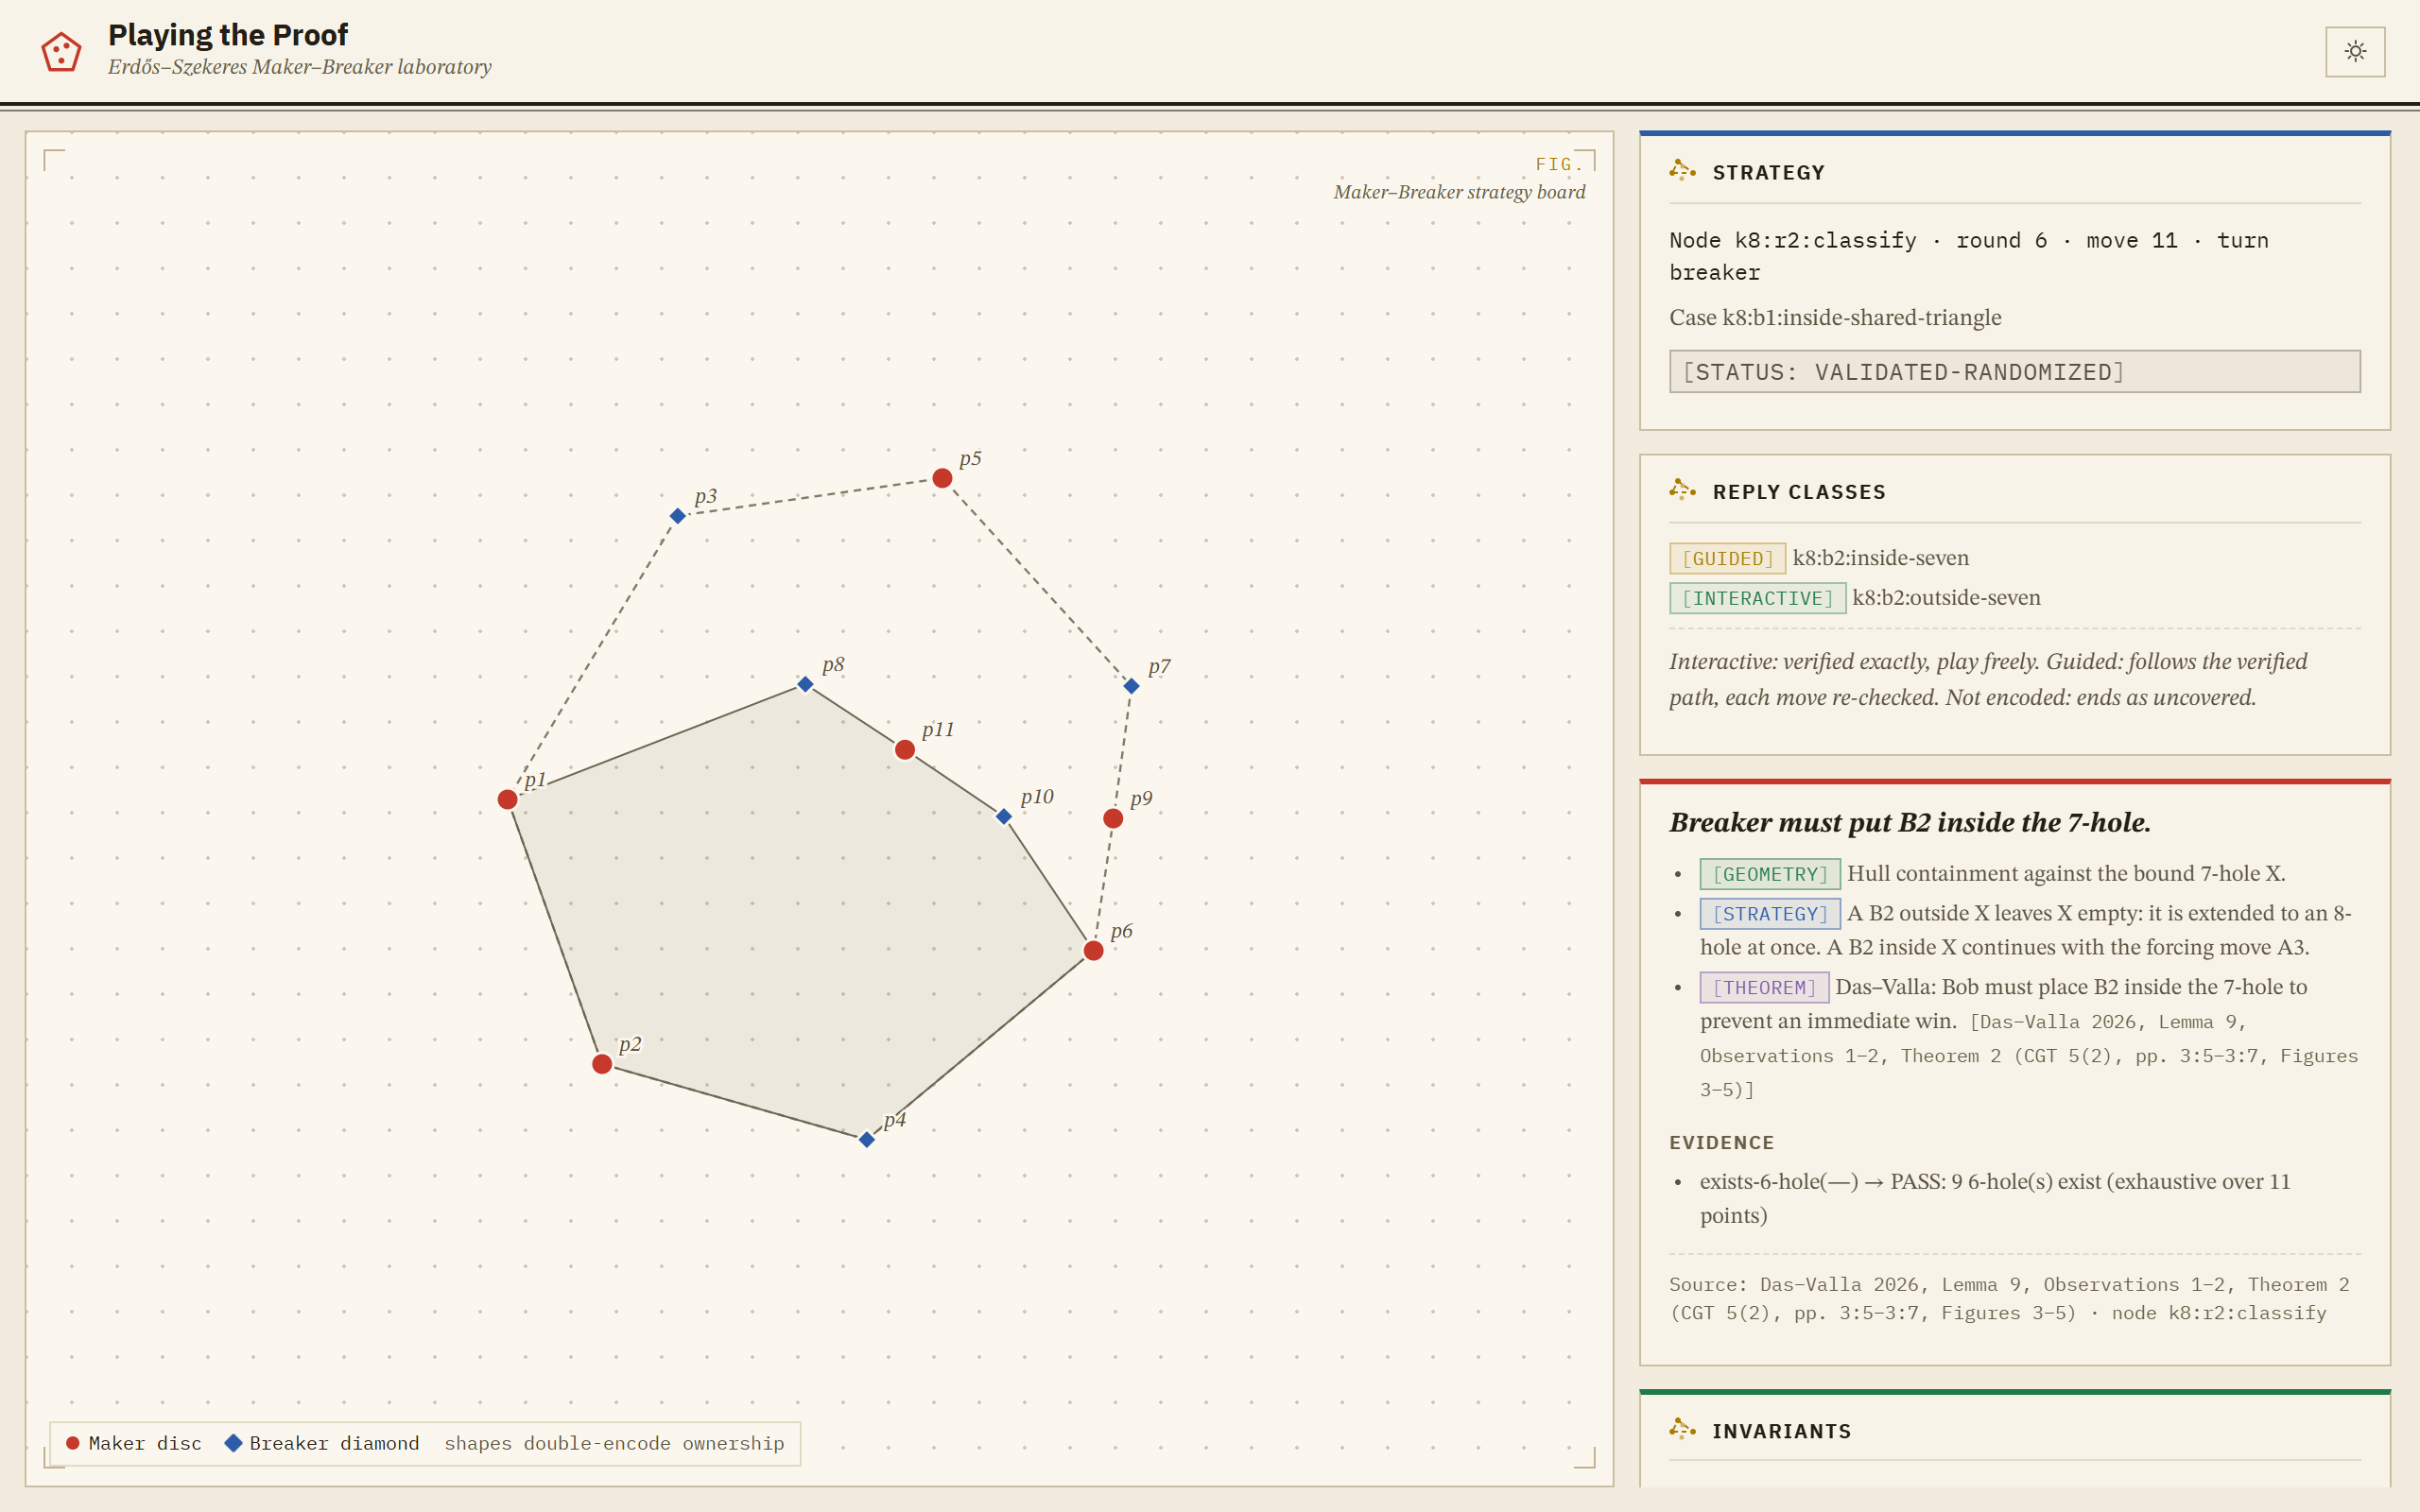 Playing the Proof
Erdős–Szekeres Maker–Breaker laboratory
FIG.
Maker–Breaker strategy board
p5
p3
p8
p7
p11
p1
p10
p9
p6
p2
p4
Maker disc
Breaker diamond
shapes double-encode ownership
STRATEGY
Node k8:r2:classify · round 6 · move 11 · turn
breaker
Case k8:b1:inside-shared-triangle
[STATUS: VALIDATED-RANDOMIZED]
REPLY CLASSES
[GUIDED] k8:b2:inside-seven
[INTERACTIVE] k8:b2:outside-seven
Interactive: verified exactly, play freely. Guided: follows the verified
path, each move re-checked. Not encoded: ends as uncovered.
Breaker must put B2 inside the 7-hole.
• [GEOMETRY] Hull containment against the bound 7-hole X.
• [STRATEGY] A B2 outside X leaves X empty: it is extended to an 8-
hole at once. A B2 inside X continues with the forcing move A3.
• [THEOREM] Das–Valla: Bob must place B2 inside the 7-hole to
prevent an immediate win. [Das–Valla 2026, Lemma 9,
Observations 1–2, Theorem 2 (CGT 5(2), pp. 3:5–3:7, Figures
3–5)]
EVIDENCE
• exists-6-hole(—) → PASS: 9 6-hole(s) exist (exhaustive over 11
points)
Source: Das–Valla 2026, Lemma 9, Observations 1–2, Theorem 2
(CGT 5(2), pp. 3:5–3:7, Figures 3–5) · node k8:r2:classify
INVARIANTS